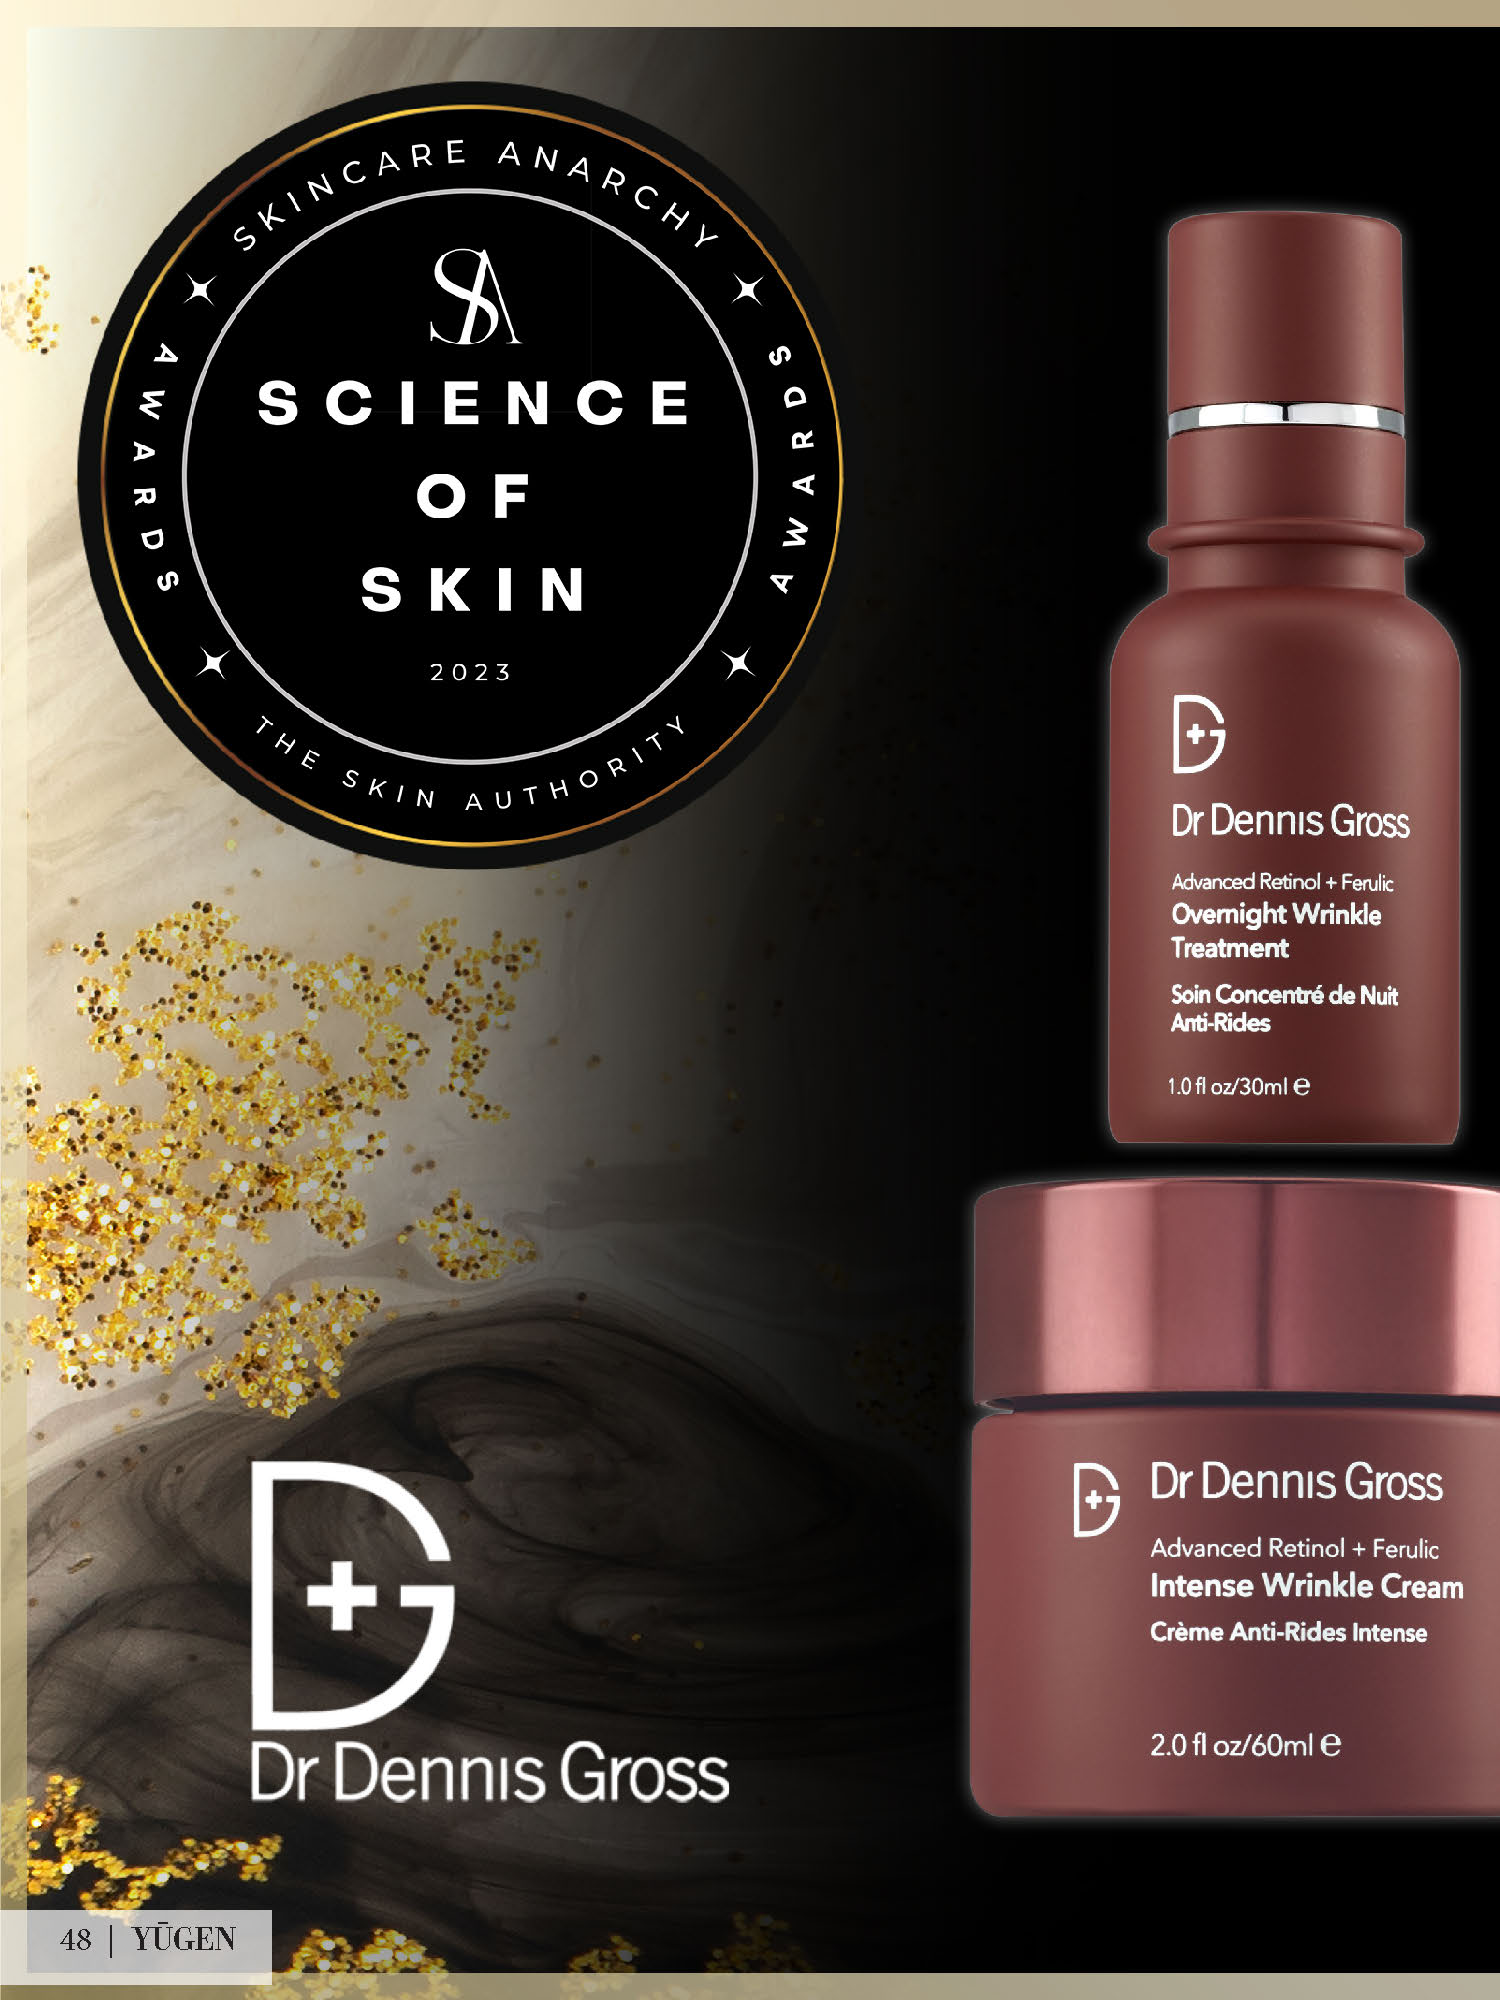 SKINCARE ANARCHY
AWARDS
AWARDS
SA
SCIENCE
OF
SKIN
2023
THE SKIN AUTHORITY
Dr Dennis Gross
Advanced Retinol + Ferulic
Overnight Wrinkle
Treatment
Soin Concentré de Nuit
Anti-Rides
1.0 fl oz/30ml ℮
Dr Dennis Gross
Advanced Retinol + Ferulic
Intense Wrinkle Cream
Crème Anti-Rides Intense
2.0 fl oz/60ml ℮
Dr Dennis Gross
48 | YŪGEN